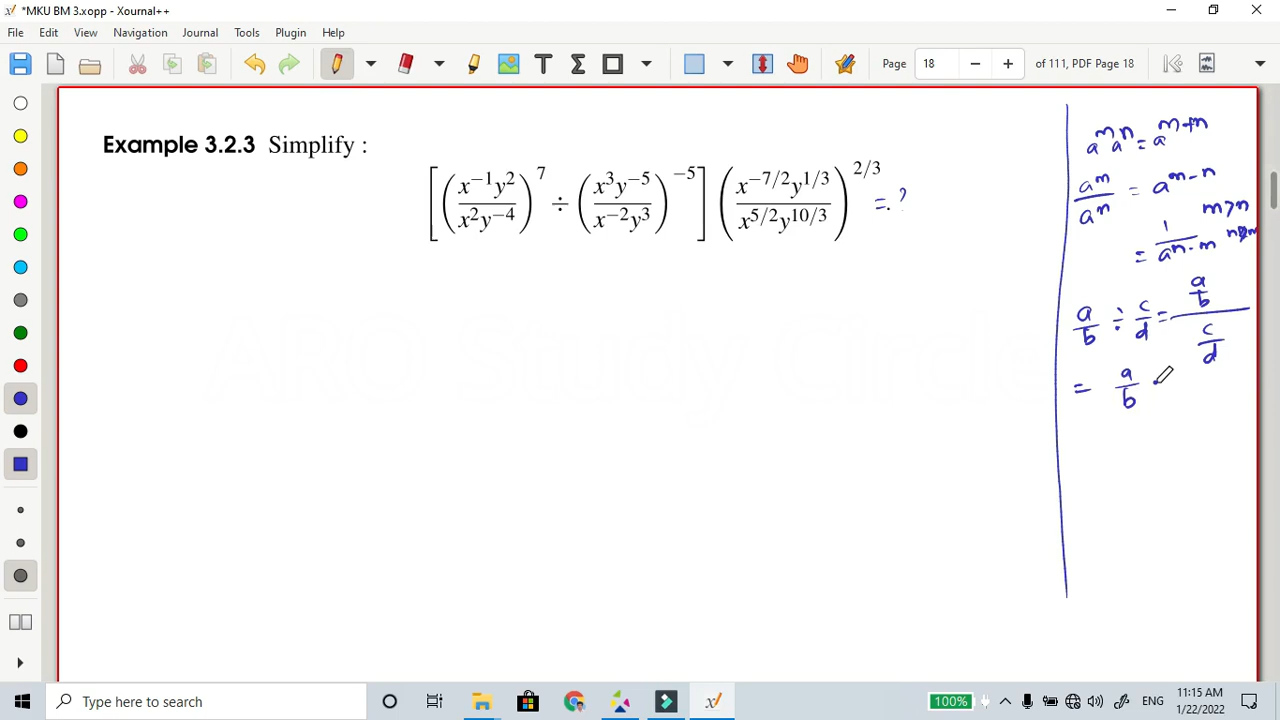 *MKU BM 3.xopp - Xournal++
File Edit View Navigation Journal Tools Plugin Help
Page 18 of 111, PDF Page 18
Example 3.2.3 Simplify :
[(x^{-1}y^2 / x^2y^{-4})^7 ÷ (x^3y^{-5} / x^{-2}y^3)^{-5}] (x^{-7/2}y^{1/3} / x^{5/2}y^{10/3})^{2/3} = ?
a^m a^n = a^{m+n}
a^m / a^n = a^{m-n}
m>n
= 1 / a^{n-m}
a/b ÷ c/d = (a/b) / (c/d)
= a/b
ARO Study Circle
Type here to search
100%
ENG
11:15 AM
1/22/2022